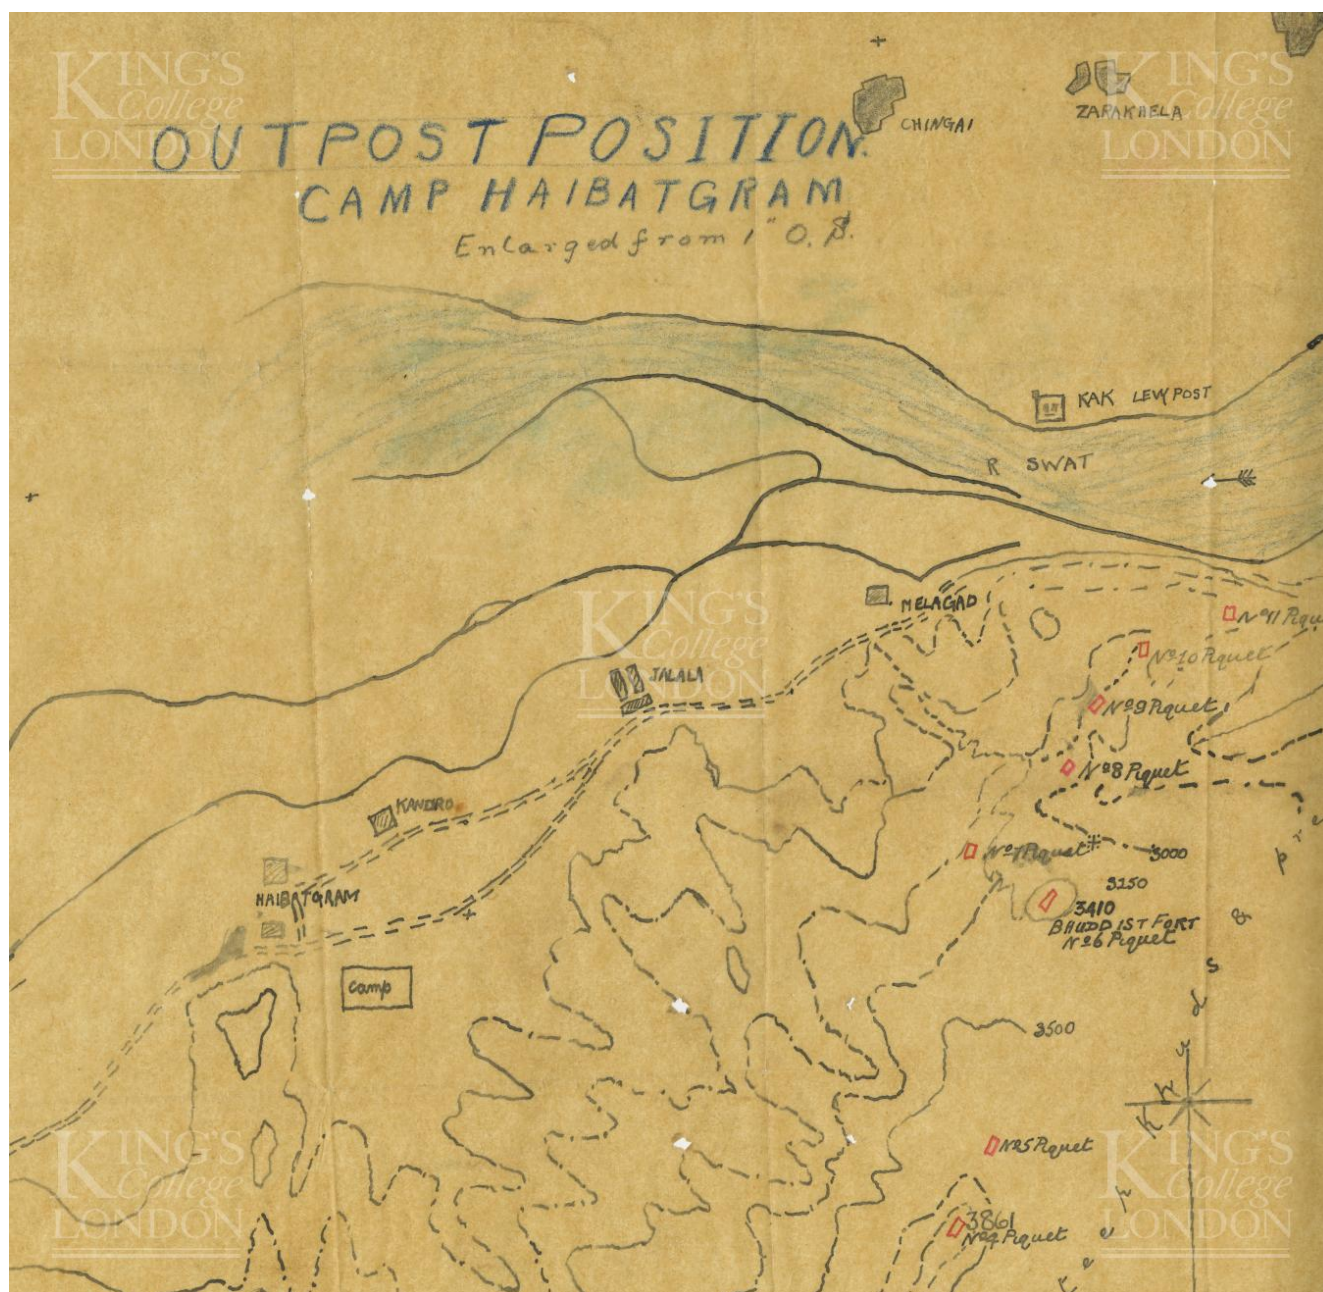 KING'S
College
LONDON
KING'S
College
LONDON
OUTPOST POSITION.
CAMP HAIBATGRAM
Enlarged from 1" O.S.
CHINGAI
ZARAKHELA
KAK LEVY POST
R SWAT
KING'S
College
LONDON
MELAGAD
Nº 11 Piqu
Nº 10 Piquet
JALALA
Nº 9 Piquet
Nº 8 Piquet
KANDRO
Nº 7 Piquet
3000
3250
HAIBATGRAM
3410
BHUDDIST FORT
Nº 6 Piquet
camp
3500
Nº 5 Piquet
3861
Nº 4 Piquet
KING'S
College
LONDON
KING'S
College
LONDON